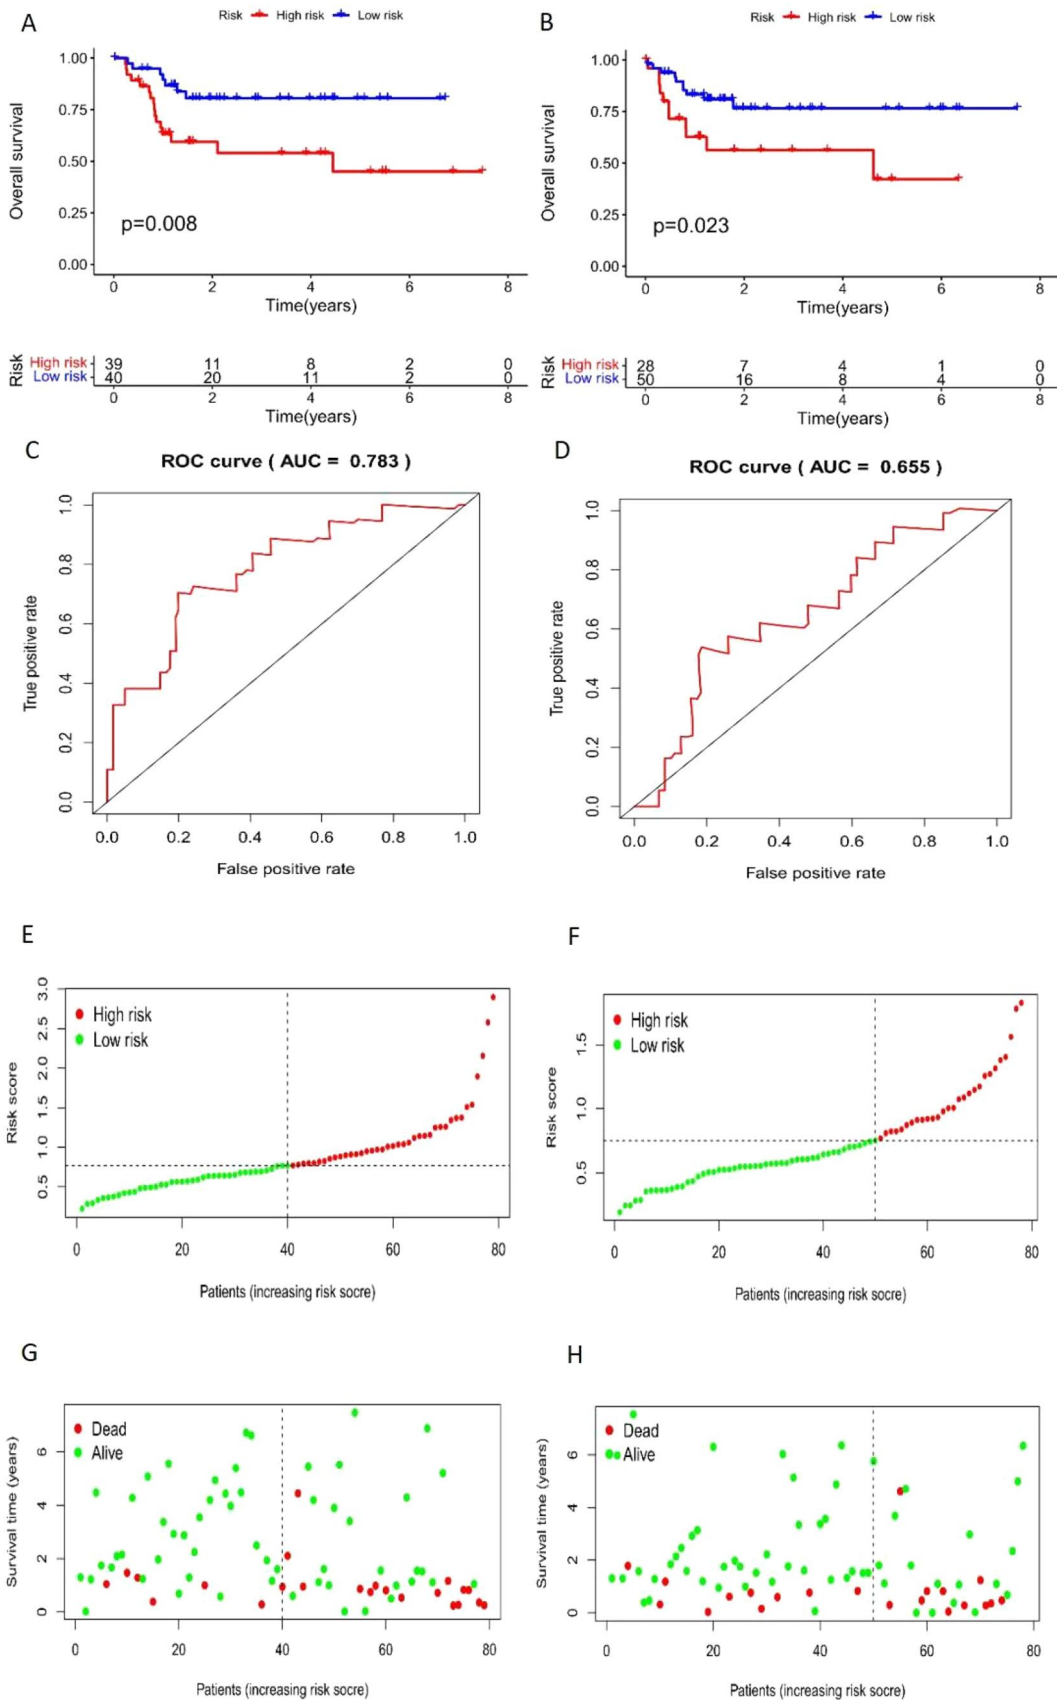 A
Risk High risk Low risk
Overall survival
1.00
0.75
0.50
0.25
0.00
p=0.008
0 2 4 6 8
Time(years)
Risk
High risk 39 11 8 2 0
Low risk 40 20 11 2 0
0 2 4 6 8
Time(years)
B
Risk High risk Low risk
Overall survival
1.00
0.75
0.50
0.25
0.00
p=0.023
0 2 4 6 8
Time(years)
Risk
High risk 28 7 4 1 0
Low risk 50 16 8 4 0
0 2 4 6 8
Time(years)
C
ROC curve ( AUC = 0.783 )
True positive rate
1.0
0.8
0.6
0.4
0.2
0.0
0.0 0.2 0.4 0.6 0.8 1.0
False positive rate
D
ROC curve ( AUC = 0.655 )
True positive rate
1.0
0.8
0.6
0.4
0.2
0.0
0.0 0.2 0.4 0.6 0.8 1.0
False positive rate
E
Risk score
3.0
2.5
2.0
1.5
1.0
0.5
High risk
Low risk
0 20 40 60 80
Patients (increasing risk socre)
F
Risk score
1.5
1.0
0.5
High risk
Low risk
0 20 40 60 80
Patients (increasing risk socre)
G
Survival time (years)
6
4
2
0
Dead
Alive
0 20 40 60 80
Patients (increasing risk socre)
H
Survival time (years)
6
4
2
0
Dead
Alive
0 20 40 60 80
Patients (increasing risk socre)